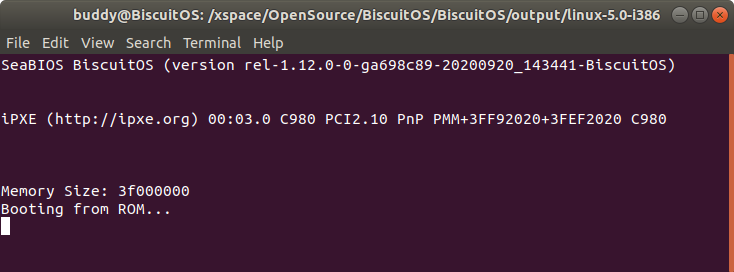 buddy@BiscuitOS: /xspace/OpenSource/BiscuitOS/BiscuitOS/output/linux-5.0-i386
File Edit View Search Terminal Help
SeaBIOS BiscuitOS (version rel-1.12.0-0-ga698c89-20200920_143441-BiscuitOS)
iPXE (http://ipxe.org) 00:03.0 C980 PCI2.10 PnP PMM+3FF92020+3FEF2020 C980
Memory Size: 3f000000
Booting from ROM...